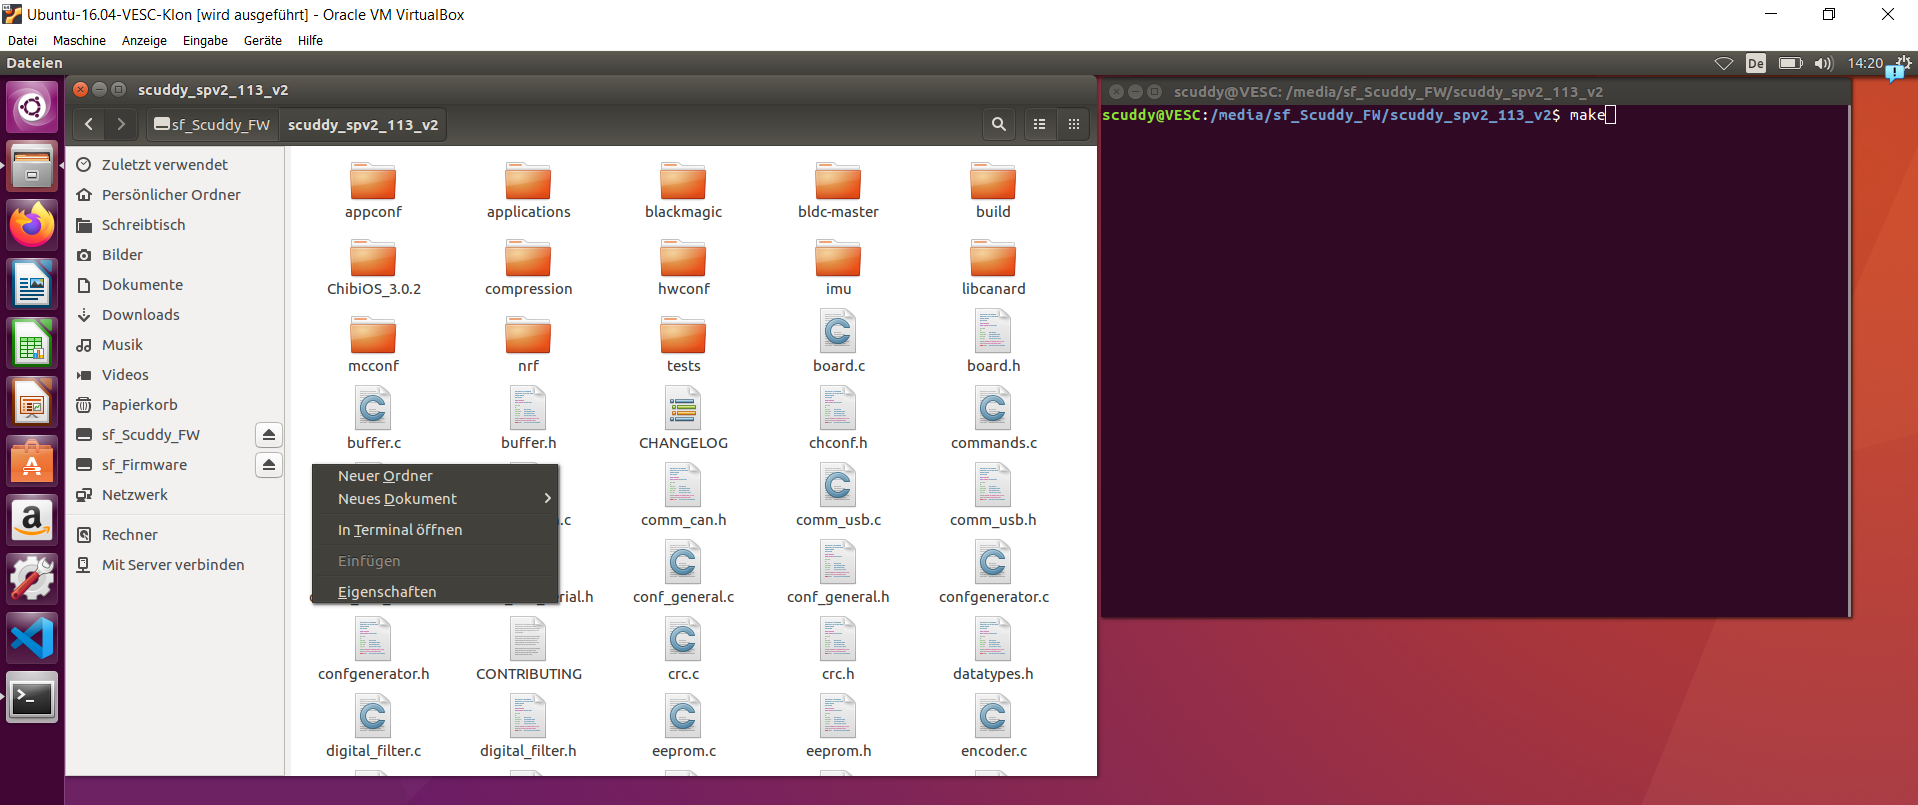 Ubuntu-16.04-VESC-Klon [wird ausgeführt] - Oracle VM VirtualBox
Datei Maschine Anzeige Eingabe Geräte Hilfe
Dateien
De
14:20
scuddy_spv2_113_v2
sf_Scuddy_FW scuddy_spv2_113_v2
Zuletzt verwendet
Persönlicher Ordner
Schreibtisch
Bilder
Dokumente
Downloads
Musik
Videos
Papierkorb
sf_Scuddy_FW
sf_Firmware
Netzwerk
Rechner
Mit Server verbinden
appconf applications blackmagic bldc-master build
ChibiOS_3.0.2 compression hwconf imu libcanard
mcconf nrf tests board.c board.h
buffer.c buffer.h CHANGELOG chconf.h commands.c
comm_can.h comm_usb.c comm_usb.h
conf_general.c conf_general.h confgenerator.c
confgenerator.h CONTRIBUTING crc.c crc.h datatypes.h
digital_filter.c digital_filter.h eeprom.c eeprom.h encoder.c
Neuer Ordner
Neues Dokument
In Terminal öffnen
Einfügen
Eigenschaften
scuddy@VESC: /media/sf_Scuddy_FW/scuddy_spv2_113_v2
scuddy@VESC:/media/sf_Scuddy_FW/scuddy_spv2_113_v2$ make